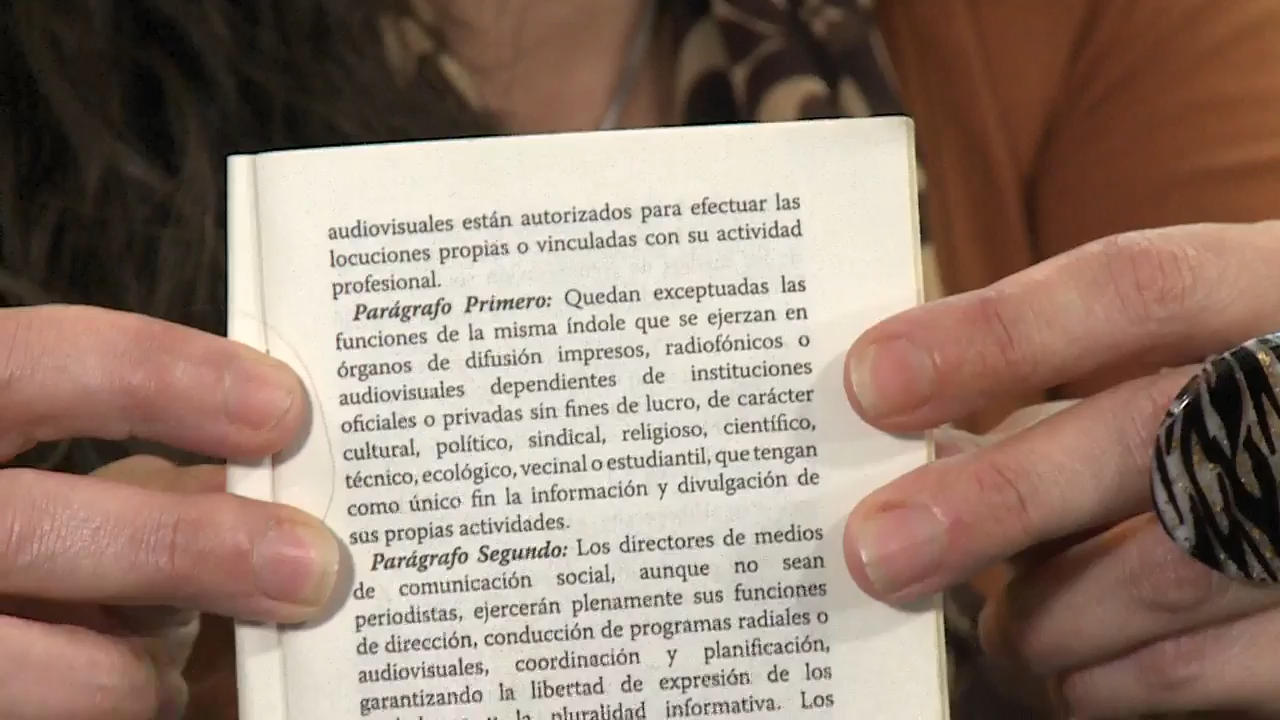 audiovisuales están autorizados para efectuar las
locuciones propias o vinculadas con su actividad
profesional.
Parágrafo Primero: Quedan exceptuadas las
funciones de la misma índole que se ejerzan en
órganos de difusión impresos, radiofónicos o
audiovisuales dependientes de instituciones
oficiales o privadas sin fines de lucro, de carácter
cultural, político, sindical, religioso, científico,
técnico, ecológico, vecinal o estudiantil, que tengan
como único fin la información y divulgación de
sus propias actividades.
Parágrafo Segundo: Los directores de medios
de comunicación social, aunque no sean
periodistas, ejercerán plenamente sus funciones
de dirección, conducción de programas radiales o
audiovisuales, coordinación y planificación,
garantizando la libertad de expresión de los
y la pluralidad informativa. Los